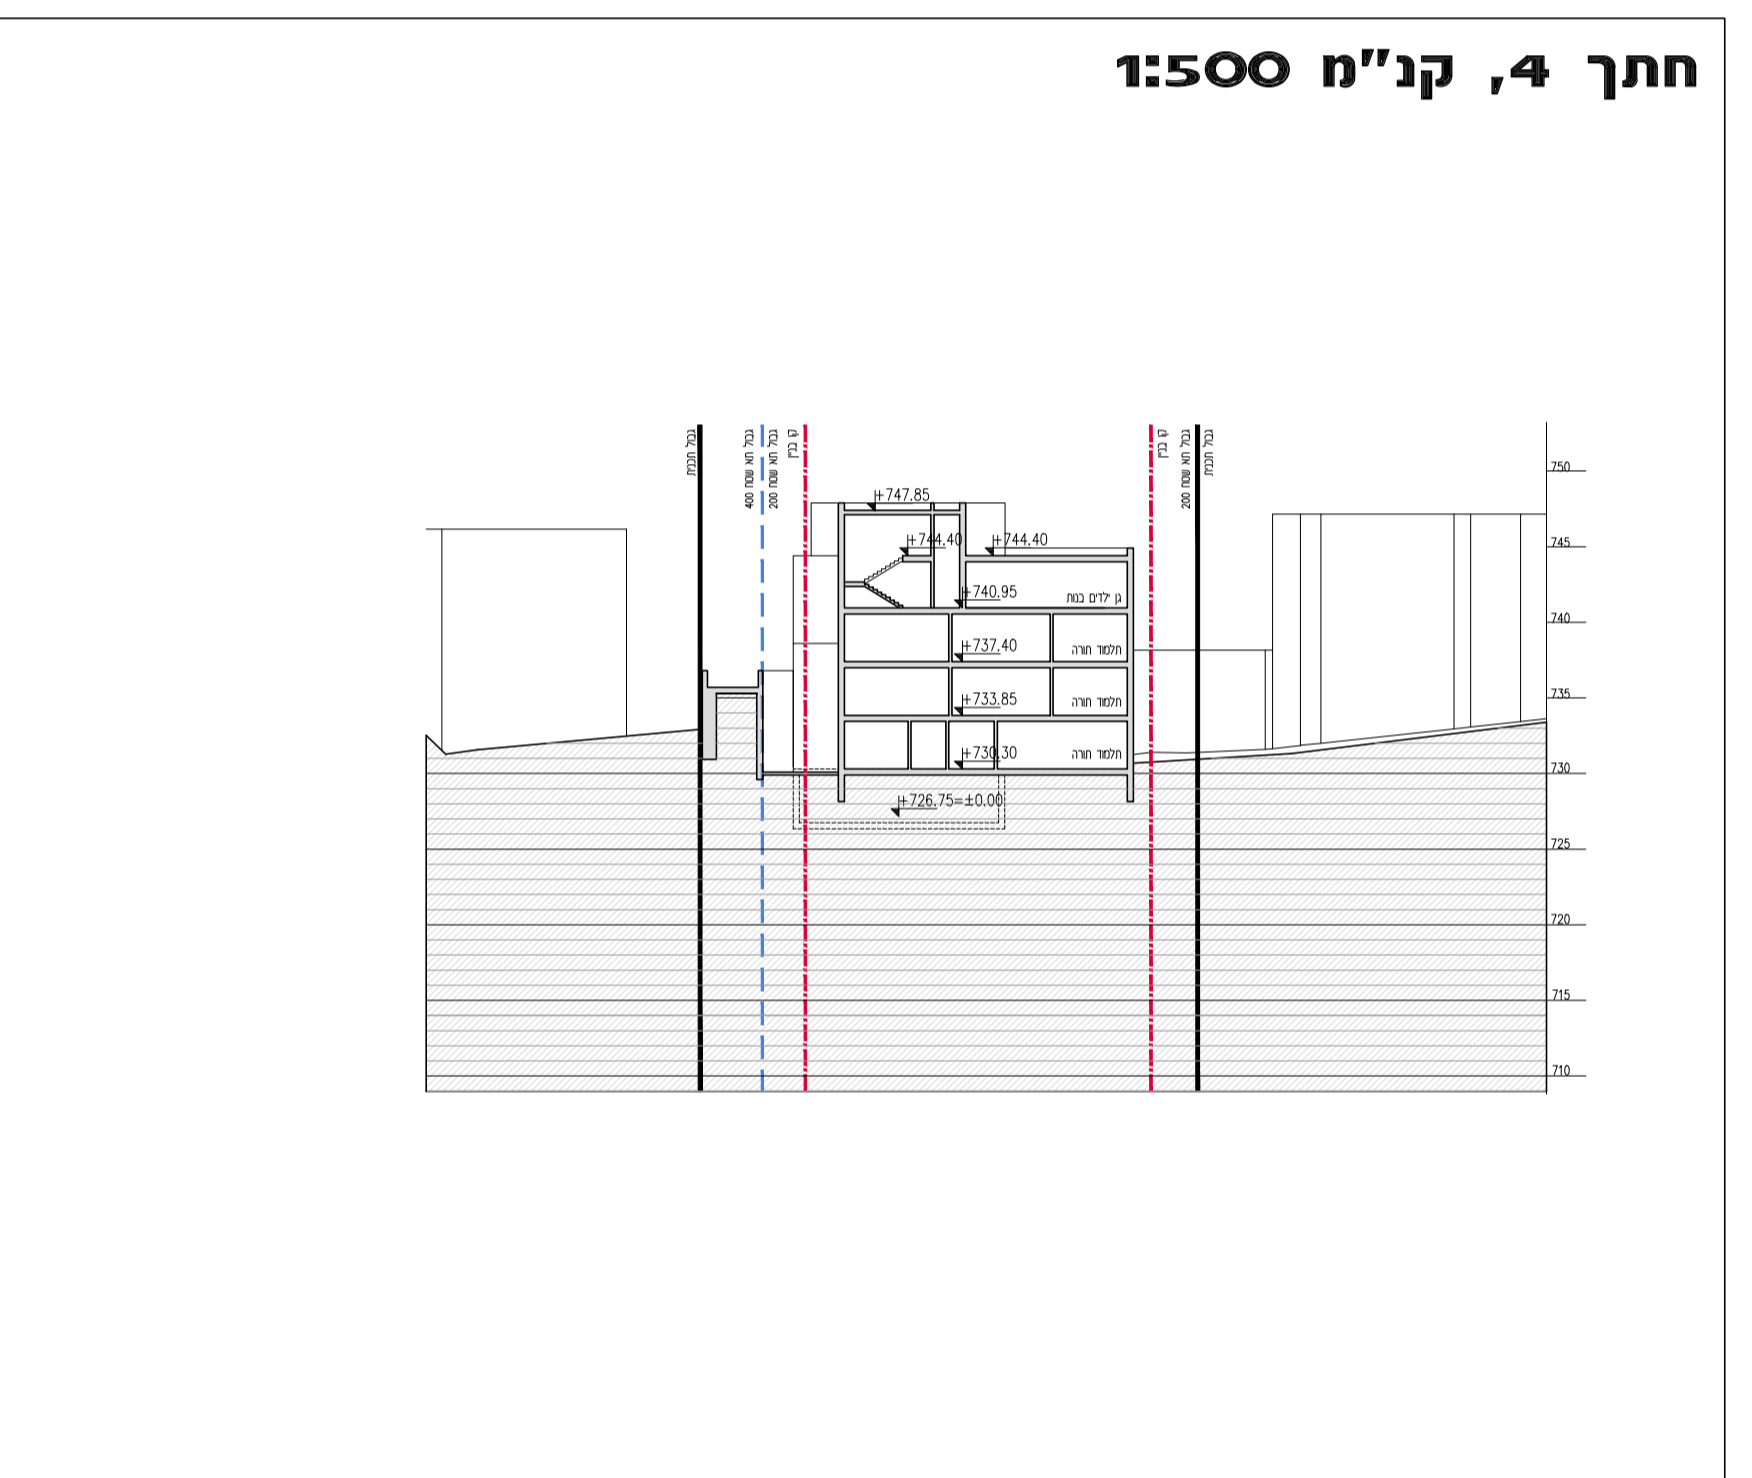 חתך 4, קנ"מ 1:500
גבול תכנית
גבול תא שטח 400
גבול תא שטח 200
קו בניין
קו בניין
גבול תא שטח 200
גבול תכנית
+747.85
+744.40
+744.40
+740.95
גן ילדים בנות
+737.40
תלמוד תורה
+733.85
תלמוד תורה
+730.30
תלמוד תורה
+726.75=±0.00
750
745
740
735
730
725
720
715
710